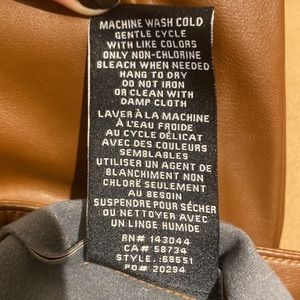 MACHINE WASH COLD
GENTLE CYCLE
WITH LIKE COLORS
ONLY NON-CHLORINE
BLEACH WHEN NEEDED
HANG TO DRY
DO NOT IRON
OR CLEAN WITH
DAMP CLOTH
LAVER À LA MACHINE
À L'EAU FROIDE
AU CYCLE DÉLICAT
AVEC DES COULEURS
SEMBLABLES
UTILISER UN AGENT DE
BLANCHIMENT NON
CHLORÉ SEULEMENT
AU BESOIN
SUSPENDRE POUR SÉCHER
OU NETTOYER AVEC
UN LINGE HUMIDE
RN# 143044
CA# 58734
STYLE:69551
PO# 20294